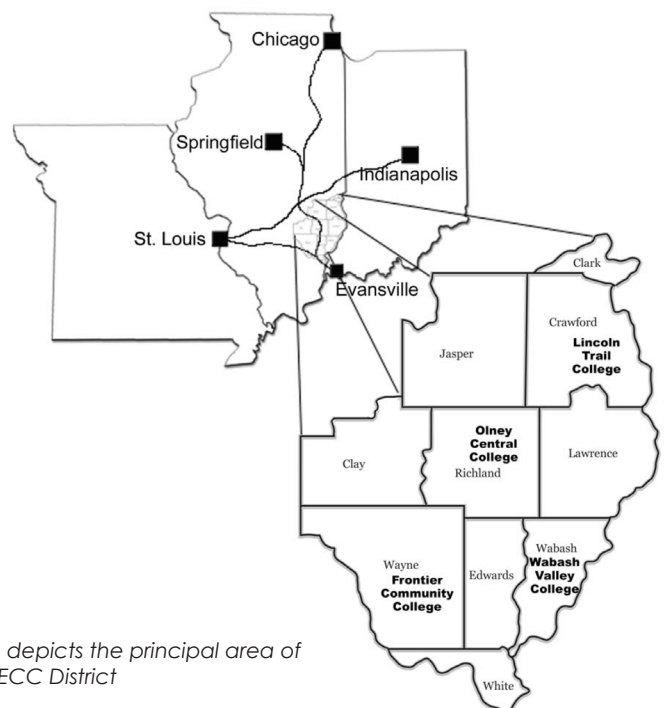 Chicago
Springfield
Indianapolis
St. Louis
Evansville
Clark
Crawford
Lincoln
Trail
College
Jasper
Olney
Central
College
Richland
Lawrence
Clay
Wayne
Frontier
Community
College
Edwards
Wabash
Wabash
Valley
College
White
depicts the principal area of
ECC District